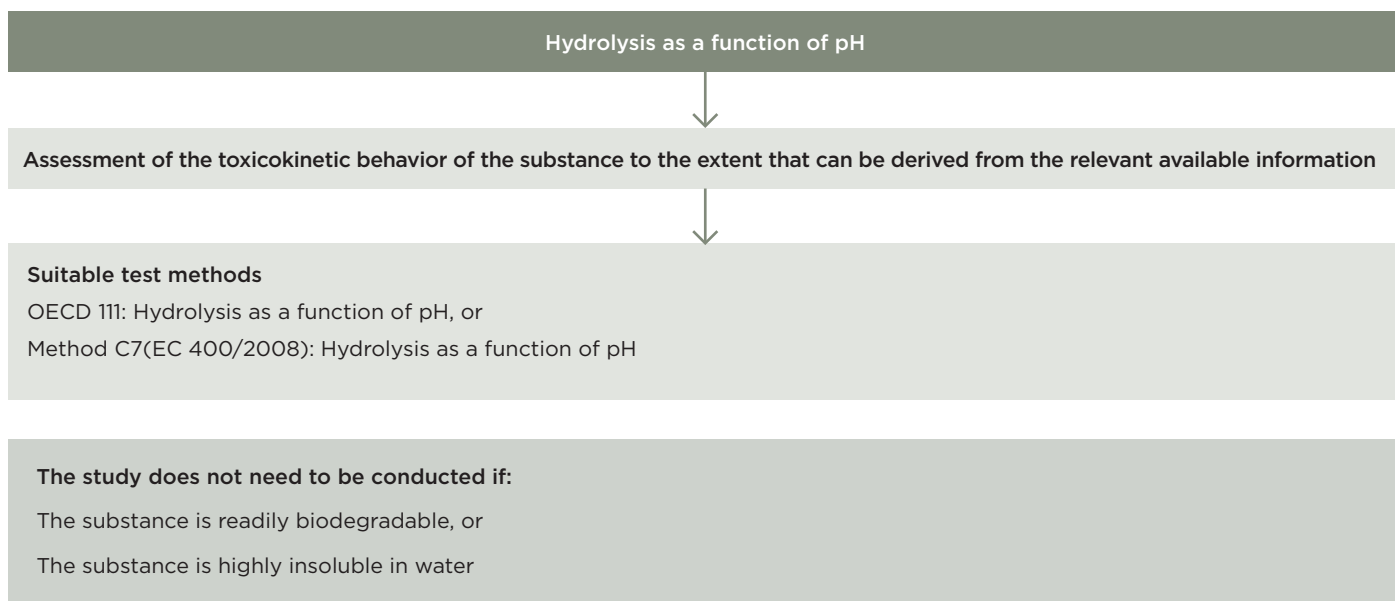 Hydrolysis as a function of pH
Assessment of the toxicokinetic behavior of the substance to the extent that can be derived from the relevant available information
Suitable test methods
OECD 111: Hydrolysis as a function of pH, or
Method C7(EC 400/2008): Hydrolysis as a function of pH
The study does not need to be conducted if:
The substance is readily biodegradable, or
The substance is highly insoluble in water